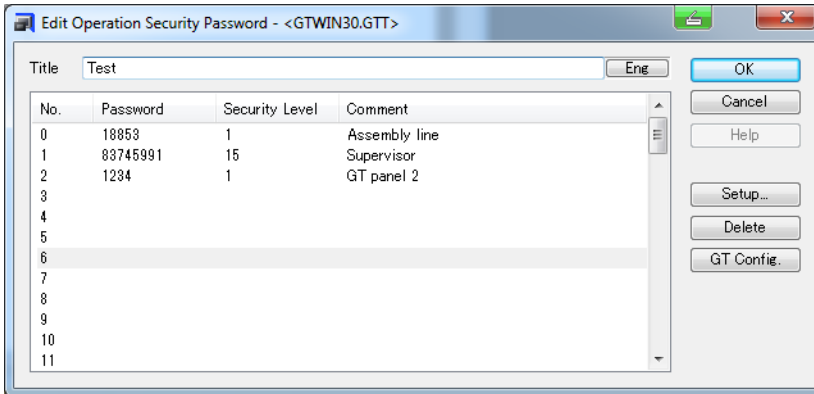 Edit Operation Security Password - <GTWIN30.GTT>
Title Test Eng OK
No. Password Security Level Comment Cancel
0 18853 1 Assembly line Help
1 83745991 15 Supervisor
2 1234 1 GT panel 2
3 Setup...
4
5 Delete
6 GT Config.
7
8
9
10
11